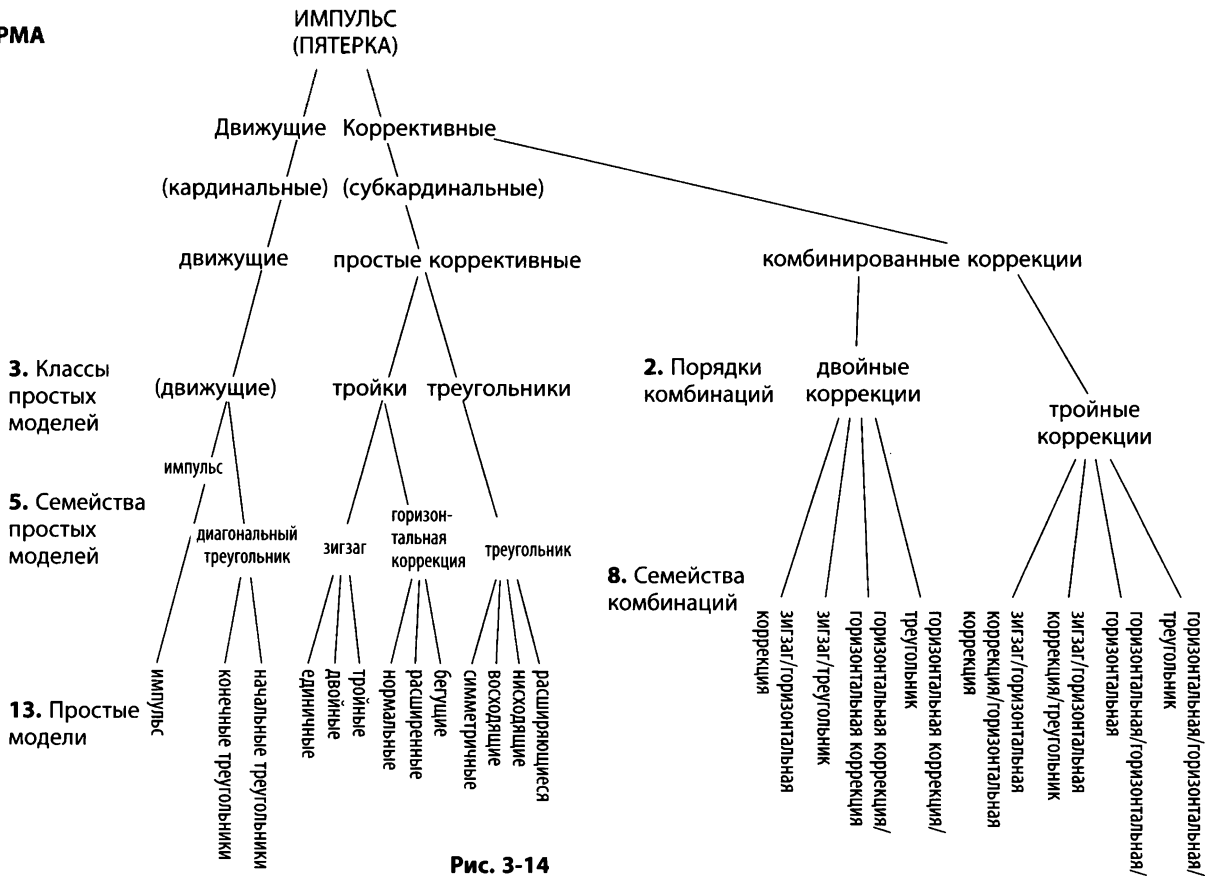 РМА
ИМПУЛЬС
(ПЯТЕРКА)
Движущие Коррективные
(кардинальные) (субкардинальные)
движущие
простые коррективные
комбинированные коррекции
3. Классы
простых
моделей
(движущие)
тройки
треугольники
2. Порядки
комбинаций
двойные
коррекции
тройные
коррекции
импульс
5. Семейства
простых
моделей
диагональный
треугольник
зигзаг
горизон-
тальная
коррекция
треугольник
8. Семейства
комбинаций
13. Простые
модели
импульс
конечные треугольники
начальные треугольники
единичные
двойные
тройные
нормальные
расширенные
бегущие
симметричные
восходящие
нисходящие
расширяющиеся
зигзаг/горизонтальная
коррекция
зигзаг/треугольник
горизонтальная коррекция/
горизонтальная коррекция
горизонтальная коррекция/
треугольник
зигзаг/горизонтальная
коррекция/горизонтальная
коррекция
зигзаг/горизонтальная
коррекция/треугольник
горизонтальная/горизонтальная/
горизонтальная
горизонтальная/горизонтальная/
треугольник
Рис. 3-14